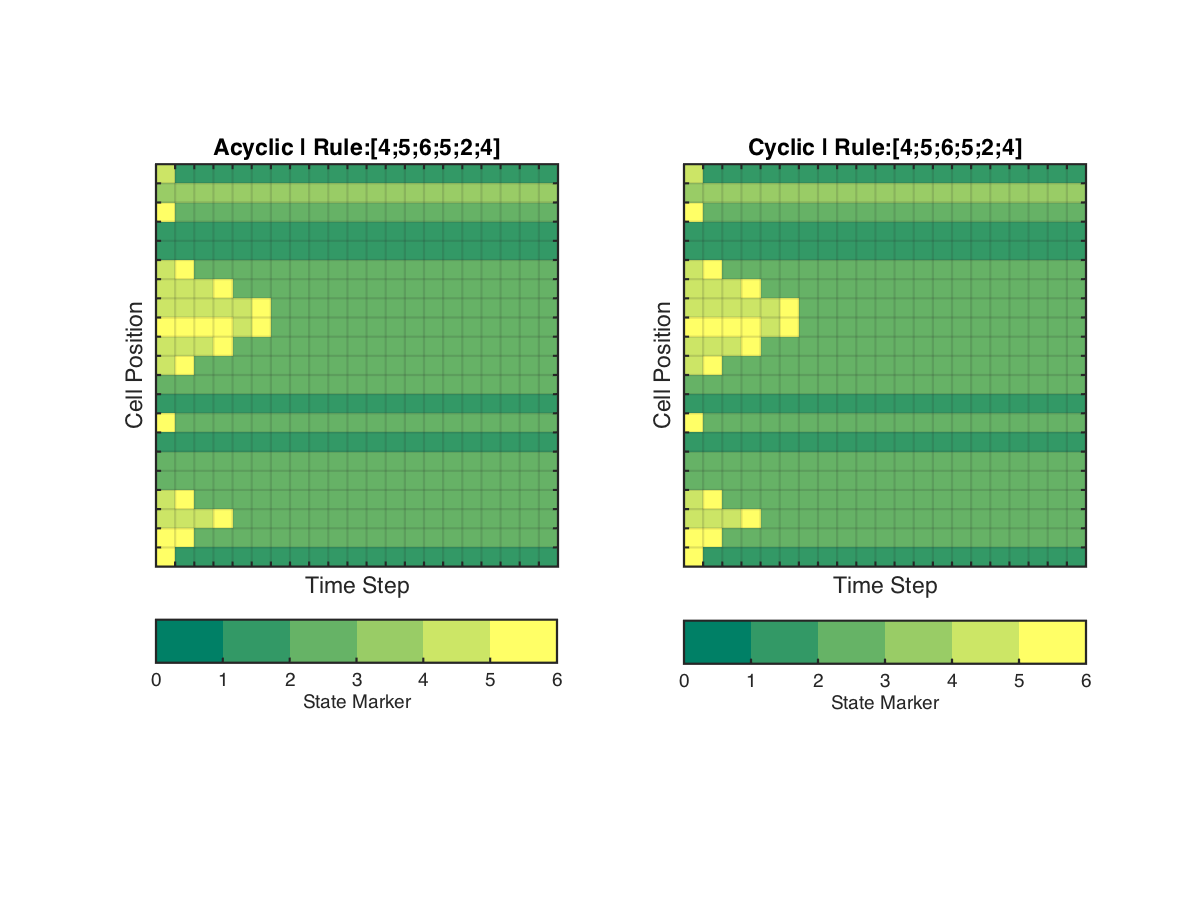 Acyclic | Rule:[4;5;6;5;2;4]
Cell Position
Time Step
0 1 2 3 4 5 6
State Marker
Cyclic | Rule:[4;5;6;5;2;4]
Cell Position
Time Step
0 1 2 3 4 5 6
State Marker